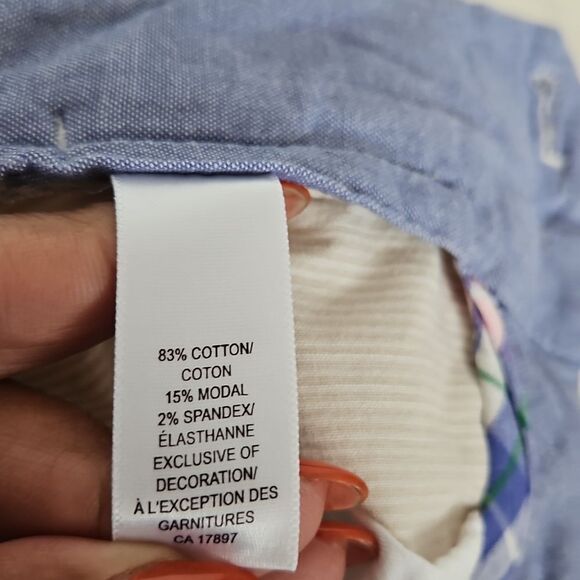 83% COTTON/
COTON
15% MODAL
2% SPANDEX/
ÉLASTHANNE
EXCLUSIVE OF
DECORATION/
À L'EXCEPTION DES
GARNITURES
CA 17897